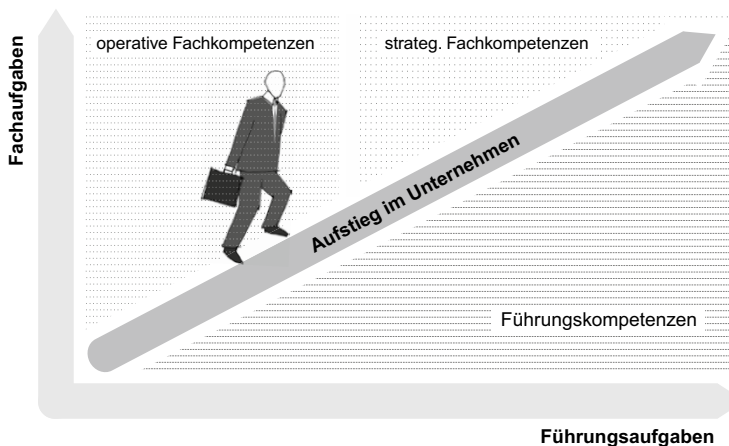 operative Fachkompetenzen
strateg. Fachkompetenzen
Fachaufgaben
Aufstieg im Unternehmen
Führungskompetenzen
Führungsaufgaben